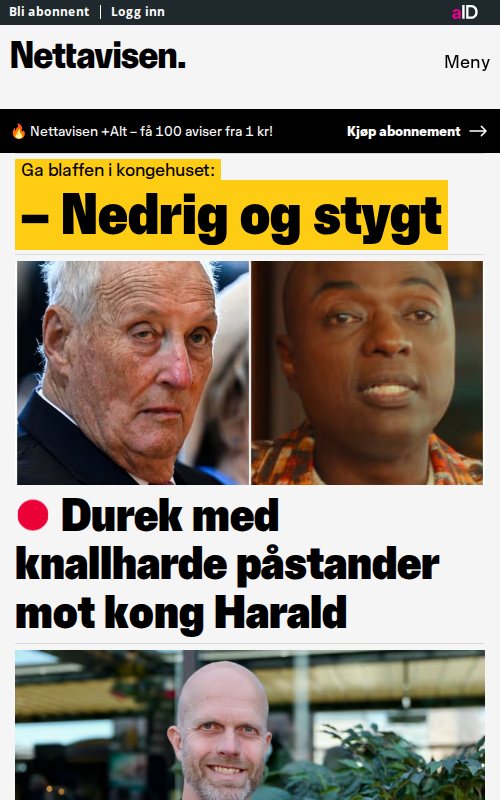 Bli abonnent | Logg inn
aID
Nettavisen.
Meny
🔥 Nettavisen +Alt – få 100 aviser fra 1 kr!
Kjøp abonnement →
Ga blaffen i kongehuset:
– Nedrig og stygt
Durek med
knallharde påstander
mot kong Harald